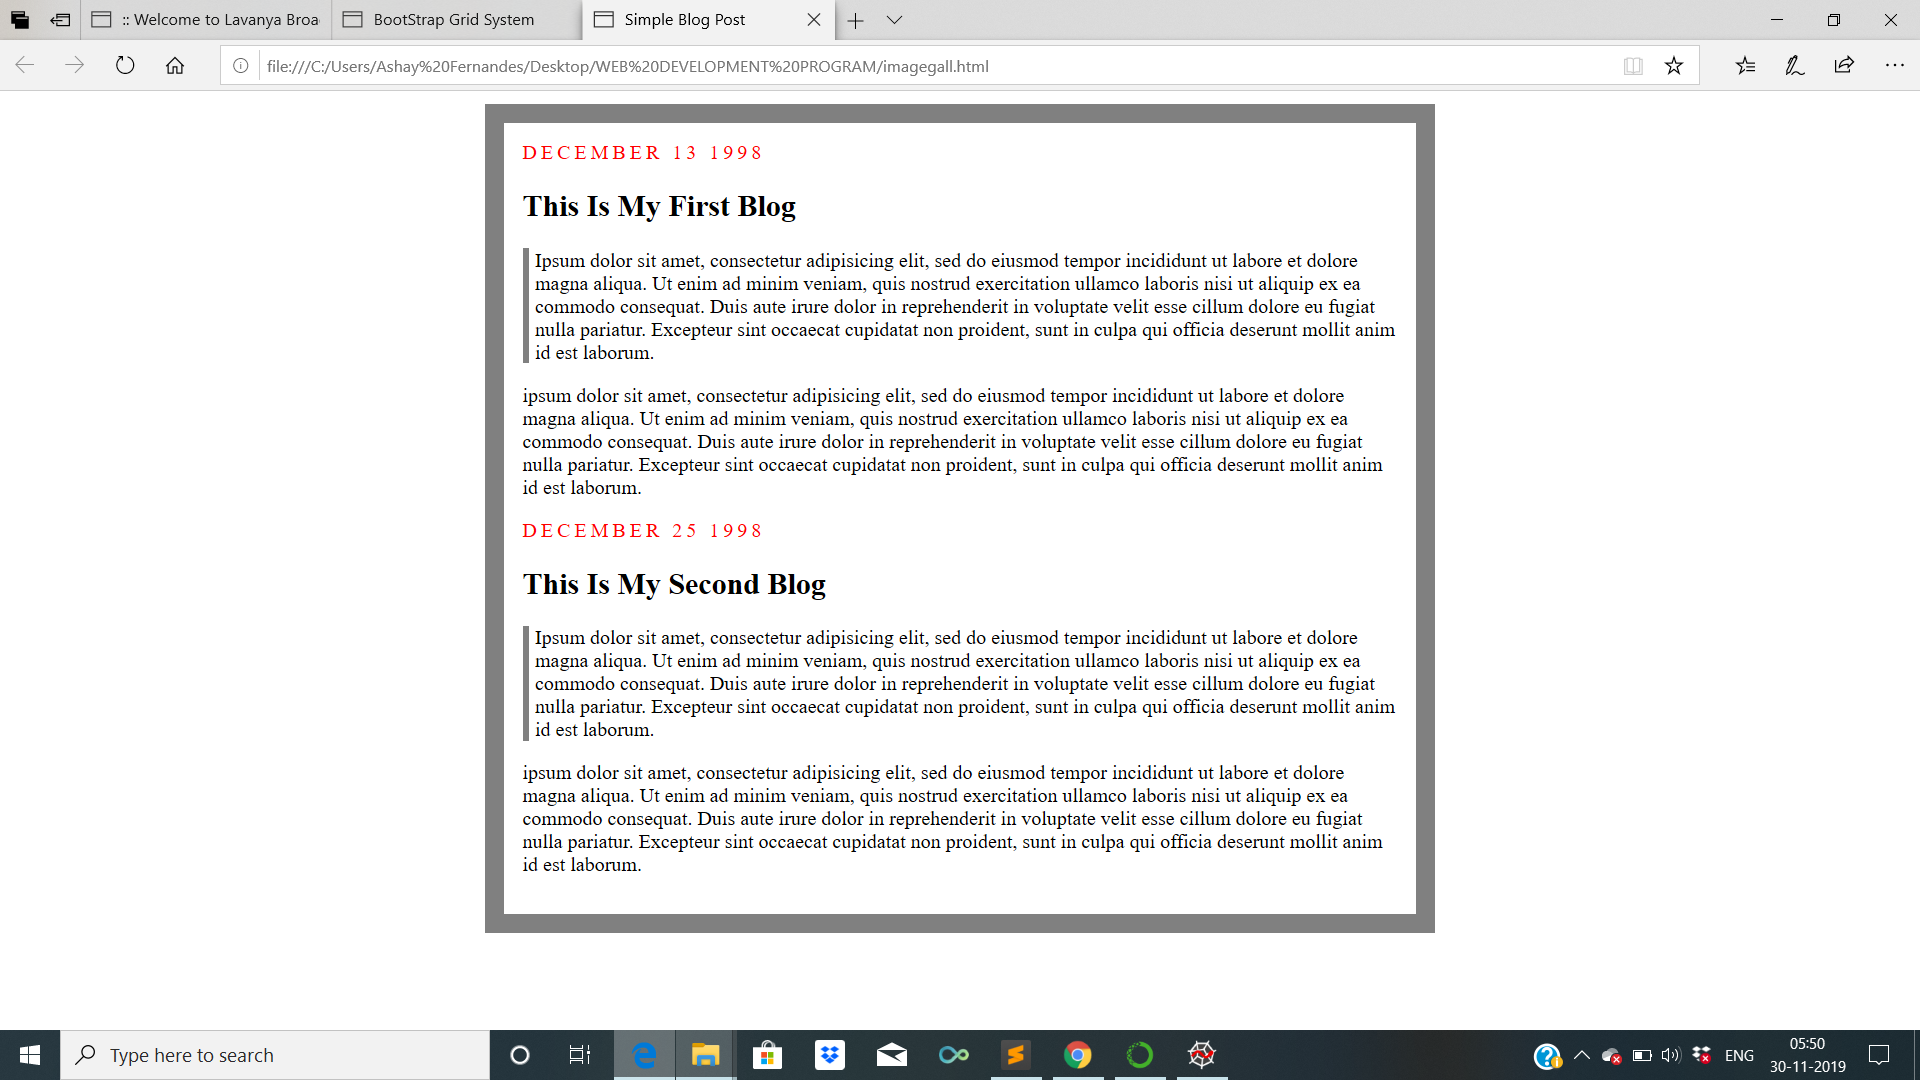 :: Welcome to Lavanya Broa
BootStrap Grid System
Simple Blog Post
file:///C:/Users/Ashay%20Fernandes/Desktop/WEB%20DEVELOPMENT%20PROGRAM/imagegall.html
DECEMBER 13 1998
This Is My First Blog
Ipsum dolor sit amet, consectetur adipisicing elit, sed do eiusmod tempor incididunt ut labore et dolore
magna aliqua. Ut enim ad minim veniam, quis nostrud exercitation ullamco laboris nisi ut aliquip ex ea
commodo consequat. Duis aute irure dolor in reprehenderit in voluptate velit esse cillum dolore eu fugiat
nulla pariatur. Excepteur sint occaecat cupidatat non proident, sunt in culpa qui officia deserunt mollit anim
id est laborum.
ipsum dolor sit amet, consectetur adipisicing elit, sed do eiusmod tempor incididunt ut labore et dolore
magna aliqua. Ut enim ad minim veniam, quis nostrud exercitation ullamco laboris nisi ut aliquip ex ea
commodo consequat. Duis aute irure dolor in reprehenderit in voluptate velit esse cillum dolore eu fugiat
nulla pariatur. Excepteur sint occaecat cupidatat non proident, sunt in culpa qui officia deserunt mollit anim
id est laborum.
DECEMBER 25 1998
This Is My Second Blog
Ipsum dolor sit amet, consectetur adipisicing elit, sed do eiusmod tempor incididunt ut labore et dolore
magna aliqua. Ut enim ad minim veniam, quis nostrud exercitation ullamco laboris nisi ut aliquip ex ea
commodo consequat. Duis aute irure dolor in reprehenderit in voluptate velit esse cillum dolore eu fugiat
nulla pariatur. Excepteur sint occaecat cupidatat non proident, sunt in culpa qui officia deserunt mollit anim
id est laborum.
ipsum dolor sit amet, consectetur adipisicing elit, sed do eiusmod tempor incididunt ut labore et dolore
magna aliqua. Ut enim ad minim veniam, quis nostrud exercitation ullamco laboris nisi ut aliquip ex ea
commodo consequat. Duis aute irure dolor in reprehenderit in voluptate velit esse cillum dolore eu fugiat
nulla pariatur. Excepteur sint occaecat cupidatat non proident, sunt in culpa qui officia deserunt mollit anim
id est laborum.
Type here to search
ENG
05:50
30-11-2019